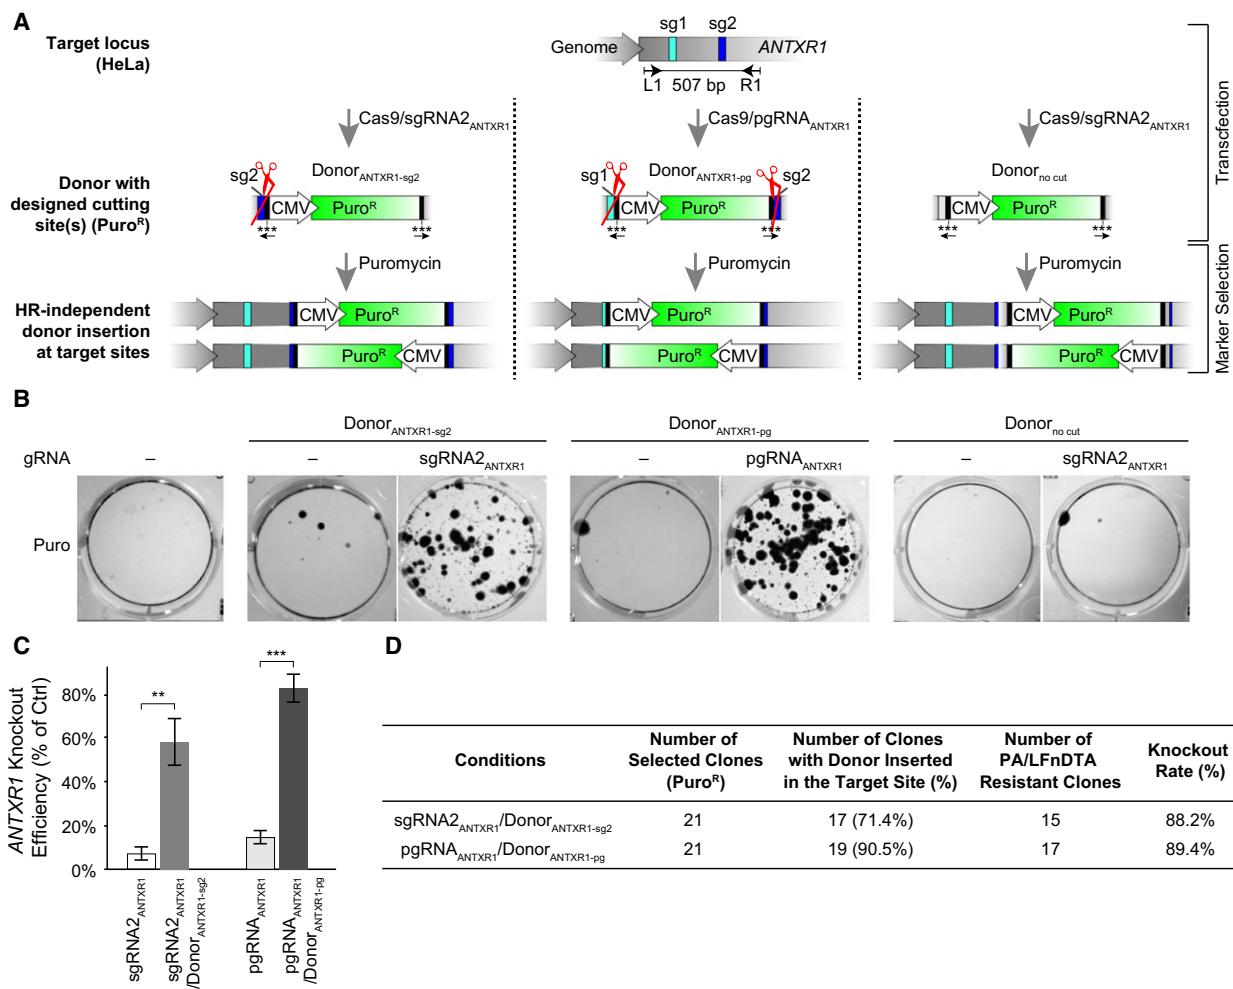 A
Target locus
(HeLa)
sg1 sg2
Genome
ANTXR1
L1 507 bp R1
Cas9/sgRNA2ANTXR1
Cas9/pgRNAANTXR1
Cas9/sgRNA2ANTXR1
Transcfection
Donor with
designed cutting
site(s) (PuroR)
sg2
DonorANTXR1-sg2
CMV PuroR
*** ***
sg1
DonorANTXR1-pg
sg2
CMV PuroR
*** ***
Donorno cut
CMV PuroR
*** ***
Puromycin
Puromycin
Puromycin
Marker Selection
HR-independent
donor insertion
at target sites
CMV PuroR
CMV PuroR
CMV PuroR
PuroR CMV
PuroR CMV
PuroR CMV
B
DonorANTXR1-sg2
DonorANTXR1-pg
Donorno cut
gRNA – – sgRNA2ANTXR1 – pgRNAANTXR1 – sgRNA2ANTXR1
Puro
C
ANTXR1 Knockout
Efficiency (% of Ctrl)
80%
60%
40%
20%
0%
**
***
sgRNA2ANTXR1
sgRNA2ANTXR1
/DonorANTXR1-sg2
pgRNAANTXR1
pgRNAANTXR1
/DonorANTXR1-pg
D
Conditions
Number of
Selected Clones
(PuroR)
Number of Clones
with Donor Inserted
in the Target Site (%)
Number of
PA/LFnDTA
Resistant Clones
Knockout
Rate (%)
sgRNA2ANTXR1/DonorANTXR1-sg2 21 17 (71.4%) 15 88.2%
pgRNAANTXR1/DonorANTXR1-pg 21 19 (90.5%) 17 89.4%